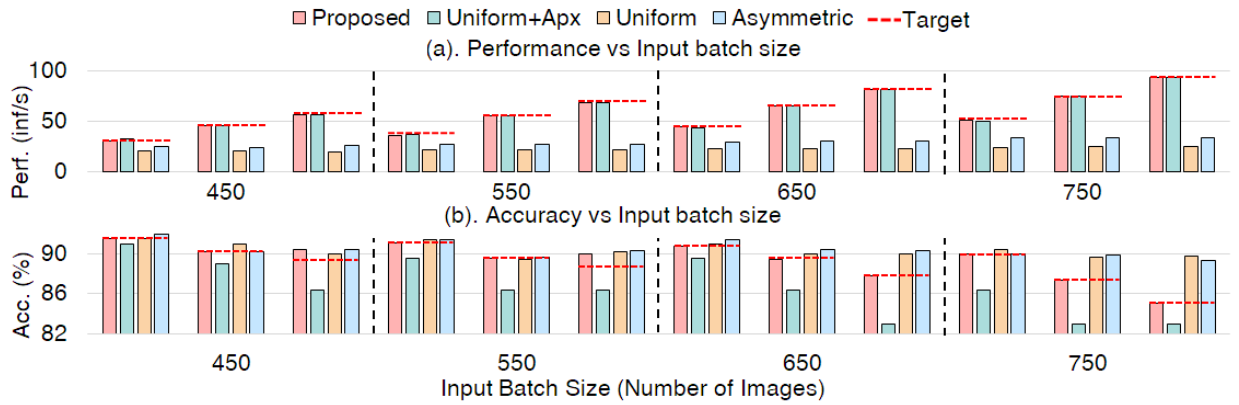 Proposed Uniform+Apx Uniform Asymmetric Target
(a). Performance vs Input batch size
Perf. (inf/s)
100
50
0
450 550 650 750
(b). Accuracy vs Input batch size
Acc. (%)
90
86
82
450 550 650 750
Input Batch Size (Number of Images)